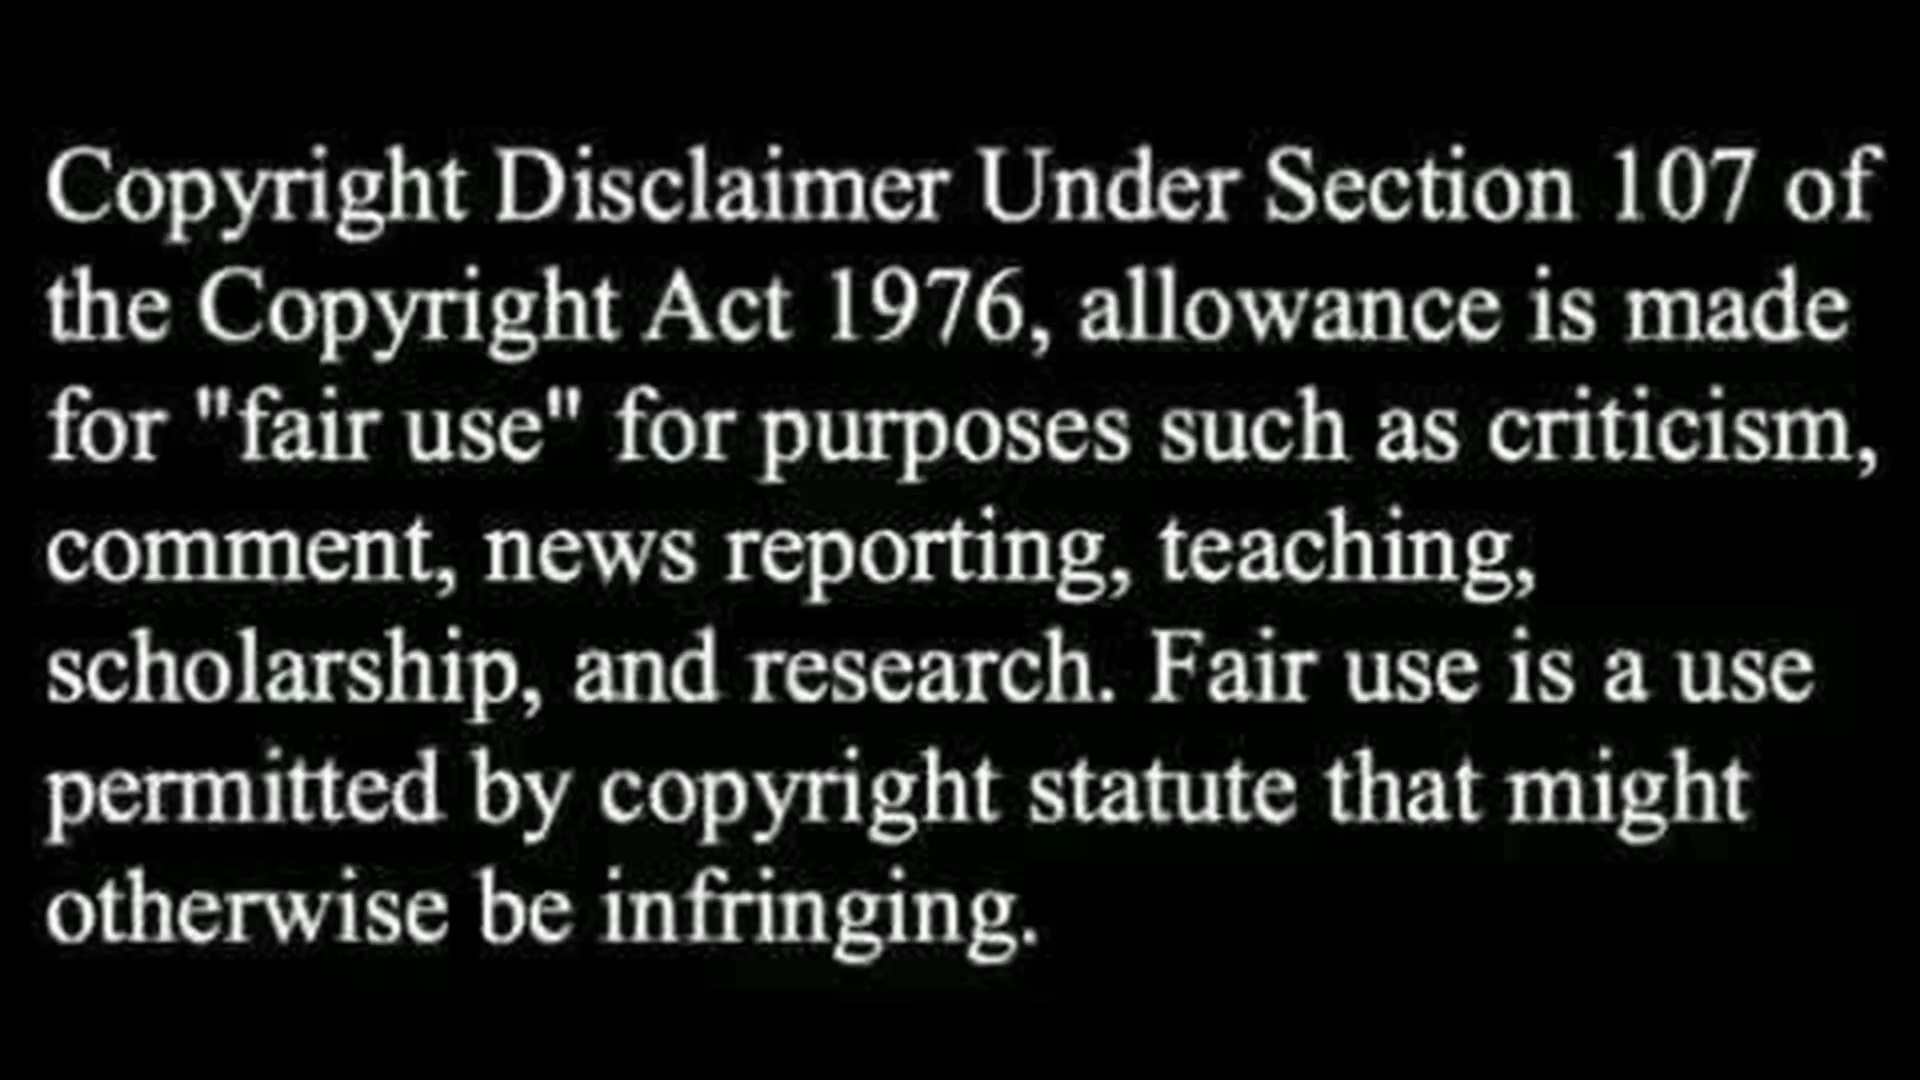 Copyright Disclaimer Under Section 107 of
the Copyright Act 1976, allowance is made
for "fair use" for purposes such as criticism,
comment, news reporting, teaching,
scholarship, and research. Fair use is a use
permitted by copyright statute that might
otherwise be infringing.